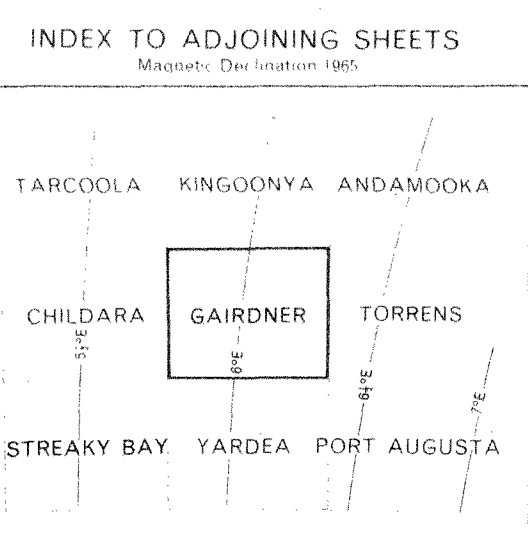 INDEX TO ADJOINING SHEETS
Magnetic Declination 1965
TARCOOLA KINGOONYA ANDAMOOKA
CHILDARA GAIRDNER TORRENS
5½°E 6°E 6½°E 7°E
STREAKY BAY YARDEA PORT AUGUSTA